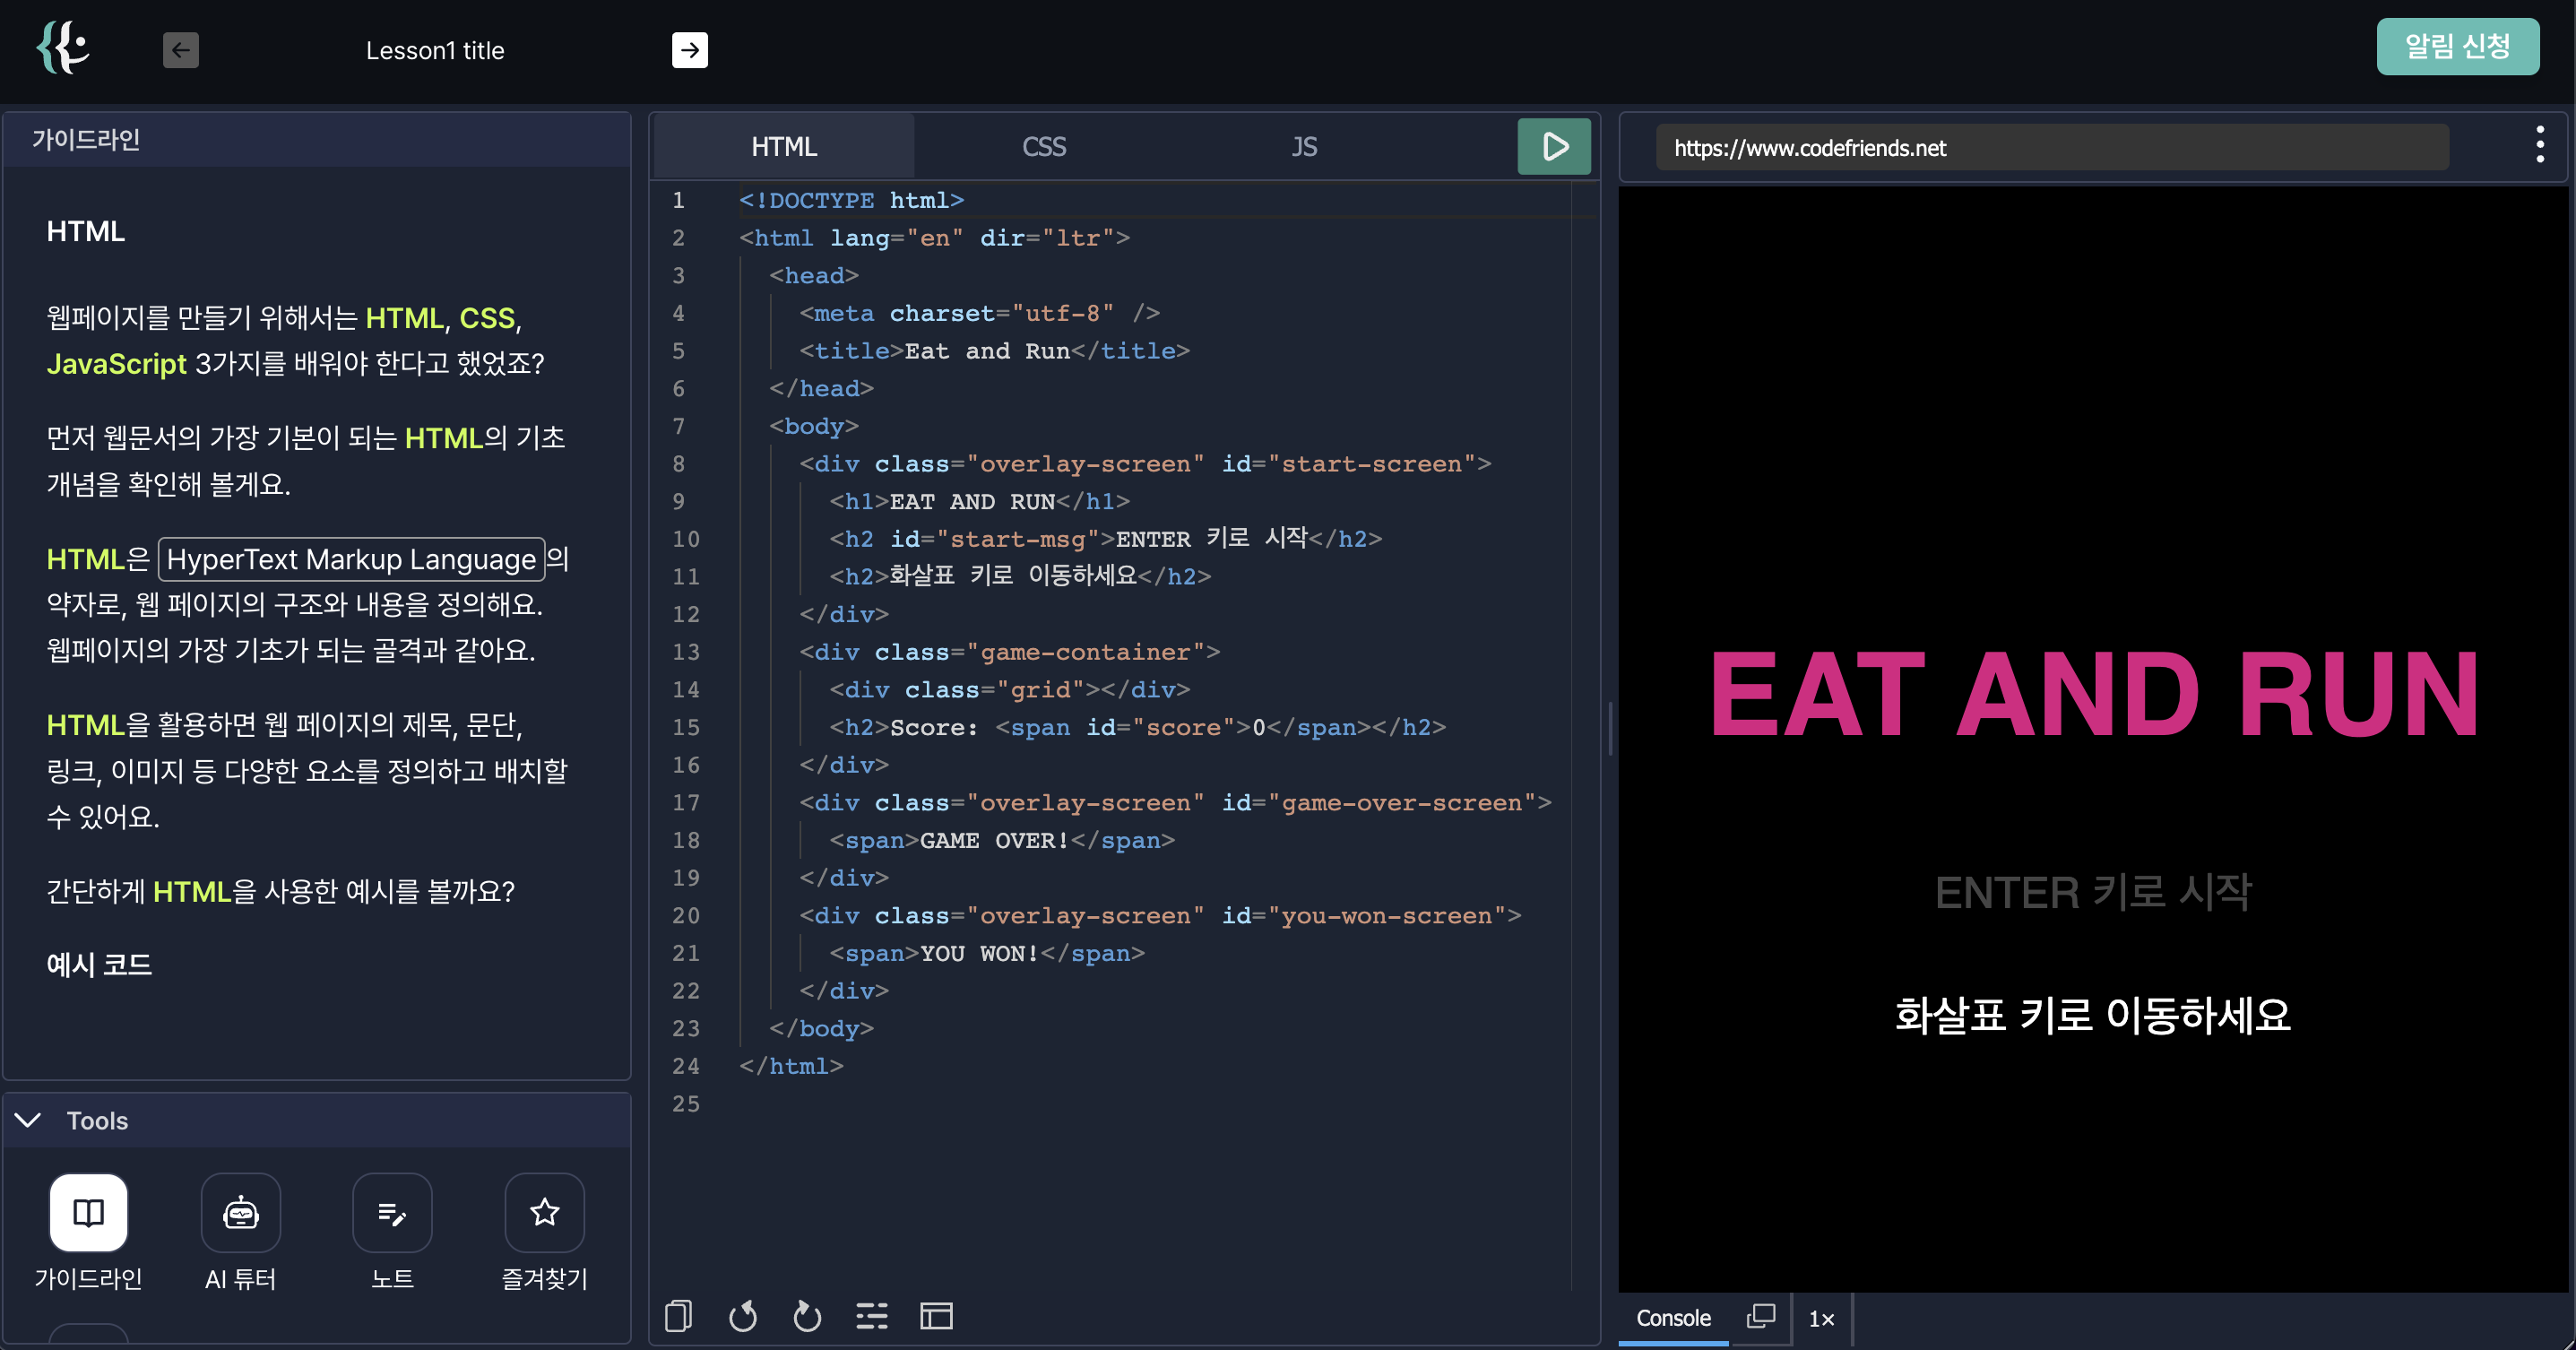 Lesson1 title
알림 신청
가이드라인
HTML
웹페이지를 만들기 위해서는 HTML, CSS,
JavaScript 3가지를 배워야 한다고 했었죠?
먼저 웹문서의 가장 기본이 되는 HTML의 기초
개념을 확인해 볼게요.
HTML은 HyperText Markup Language의
약자로, 웹 페이지의 구조와 내용을 정의해요.
웹페이지의 가장 기초가 되는 골격과 같아요.
HTML을 활용하면 웹 페이지의 제목, 문단,
링크, 이미지 등 다양한 요소를 정의하고 배치할
수 있어요.
간단하게 HTML을 사용한 예시를 볼까요?
예시 코드
Tools
가이드라인
AI 튜터
노트
즐겨찾기
HTML CSS JS
1 <!DOCTYPE html>
2 <html lang="en" dir="ltr">
3 <head>
4 <meta charset="utf-8" />
5 <title>Eat and Run</title>
6 </head>
7 <body>
8 <div class="overlay-screen" id="start-screen">
9 <h1>EAT AND RUN</h1>
10 <h2 id="start-msg">ENTER 키로 시작</h2>
11 <h2>화살표 키로 이동하세요</h2>
12 </div>
13 <div class="game-container">
14 <div class="grid"></div>
15 <h2>Score: <span id="score">0</span></h2>
16 </div>
17 <div class="overlay-screen" id="game-over-screen">
18 <span>GAME OVER!</span>
19 </div>
20 <div class="overlay-screen" id="you-won-screen">
21 <span>YOU WON!</span>
22 </div>
23 </body>
24 </html>
25
https://www.codefriends.net
EAT AND RUN
ENTER 키로 시작
화살표 키로 이동하세요
Console 1×